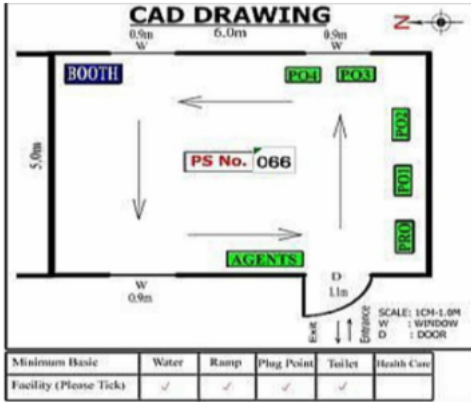 CAD DRAWING
0.9m 6.0m 0.9m
W W
Z
BOOTH
PO4 PO3
PO2
5.0m
PS No. 066
PO1
PRO
AGENTS
W D
0.9m 1.1m
SCALE: 1CM-1.0M
W : WINDOW
D : DOOR
Exit Entrance
Minimum Basic Water Ramp Plug Point Toilet Health Care
Facility (Please Tick) ✓ ✓ ✓ ✓